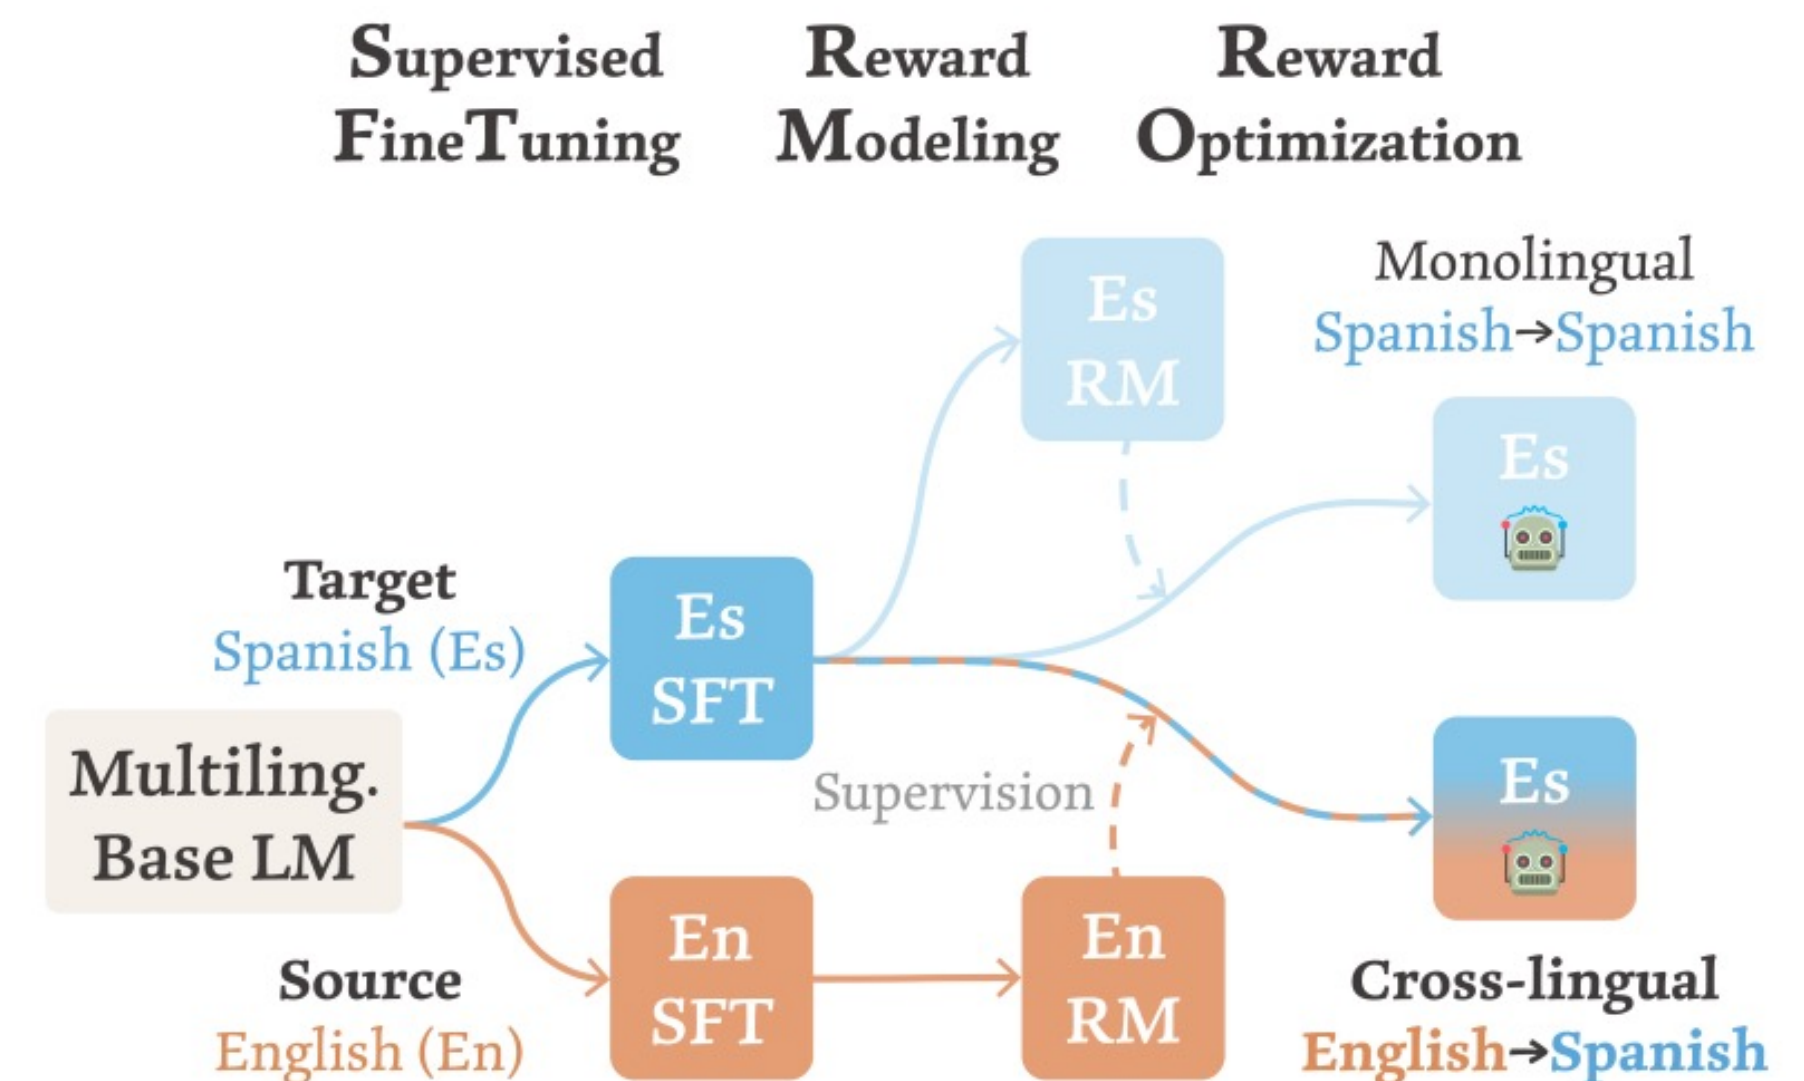 Supervised
FineTuning
Reward
Modeling
Reward
Optimization
Es
RM
Monolingual
Spanish→Spanish
Es
Target
Spanish (Es)
Es
SFT
Multiling.
Base LM
Supervision
Es
Source
English (En)
En
SFT
En
RM
Cross-lingual
English→Spanish